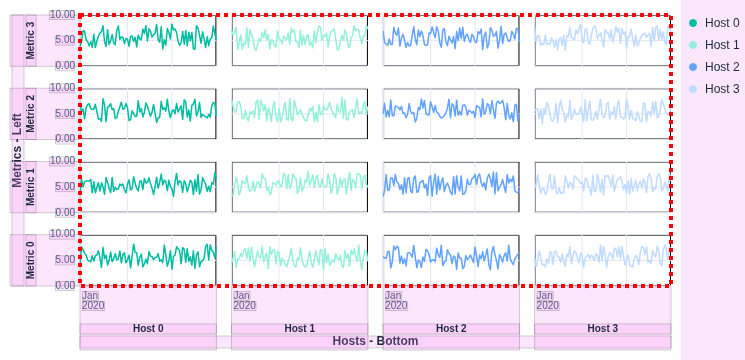 10.00
5.00
0.00
10.00
5.00
0.00
10.00
5.00
0.00
10.00
5.00
0.00
Metrics - Left
Metric 3
Metric 2
Metric 1
Metric 0
Jan
2020
Jan
2020
Jan
2020
Jan
2020
Host 0
Host 1
Host 2
Host 3
Hosts - Bottom
Host 0
Host 1
Host 2
Host 3